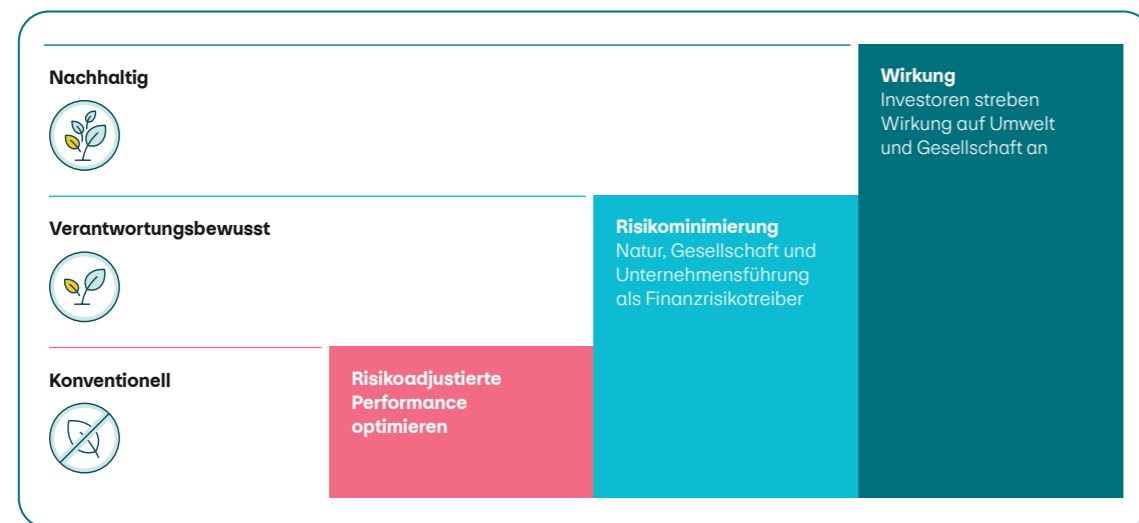 Nachhaltig
Wirkung
Investoren streben
Wirkung auf Umwelt
und Gesellschaft an
Verantwortungsbewusst
Risikominimierung
Natur, Gesellschaft und
Unternehmensführung
als Finanzrisikotreiber
Konventionell
Risikoadjustierte
Performance
optimieren